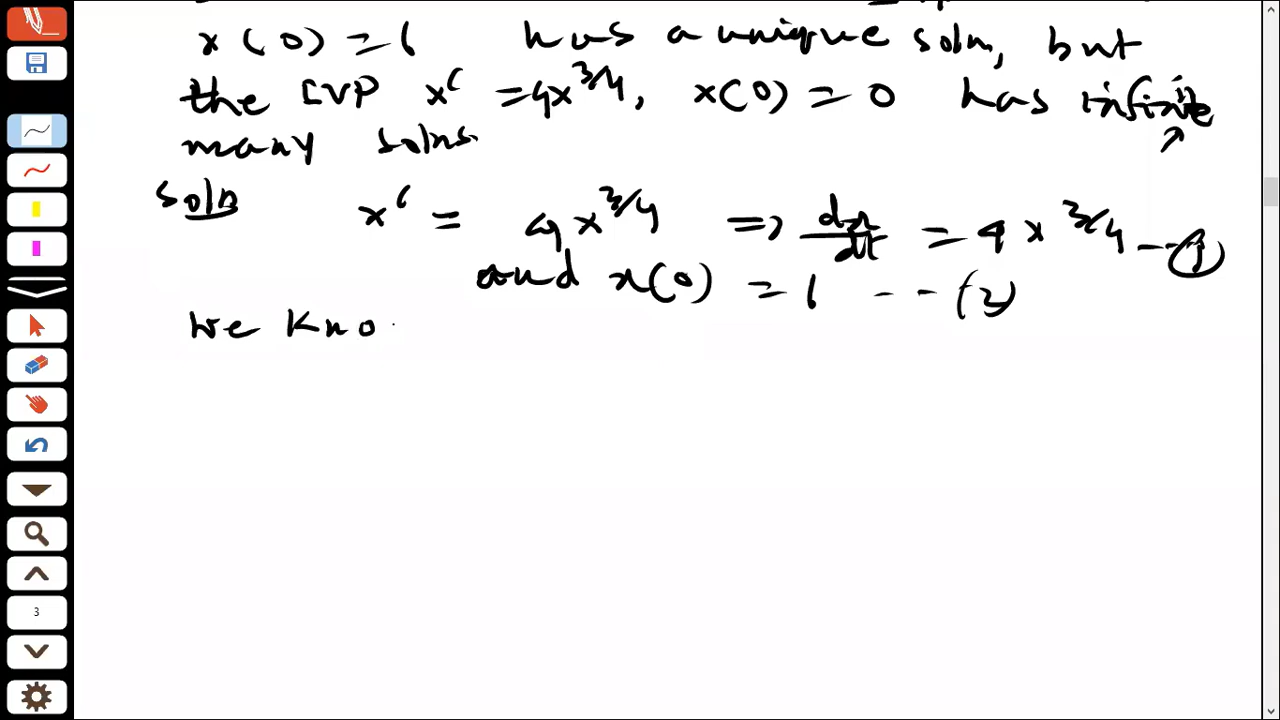 x(0) = 1 has a unique soln, but
the IVP x' = 4x^3/4, x(0) = 0 has infinite
many solns.
Soln x' = 4x^3/4 => dx/dt = 4x^3/4 -- (1)
and x(0) = 1 -- (2)
We kno
3